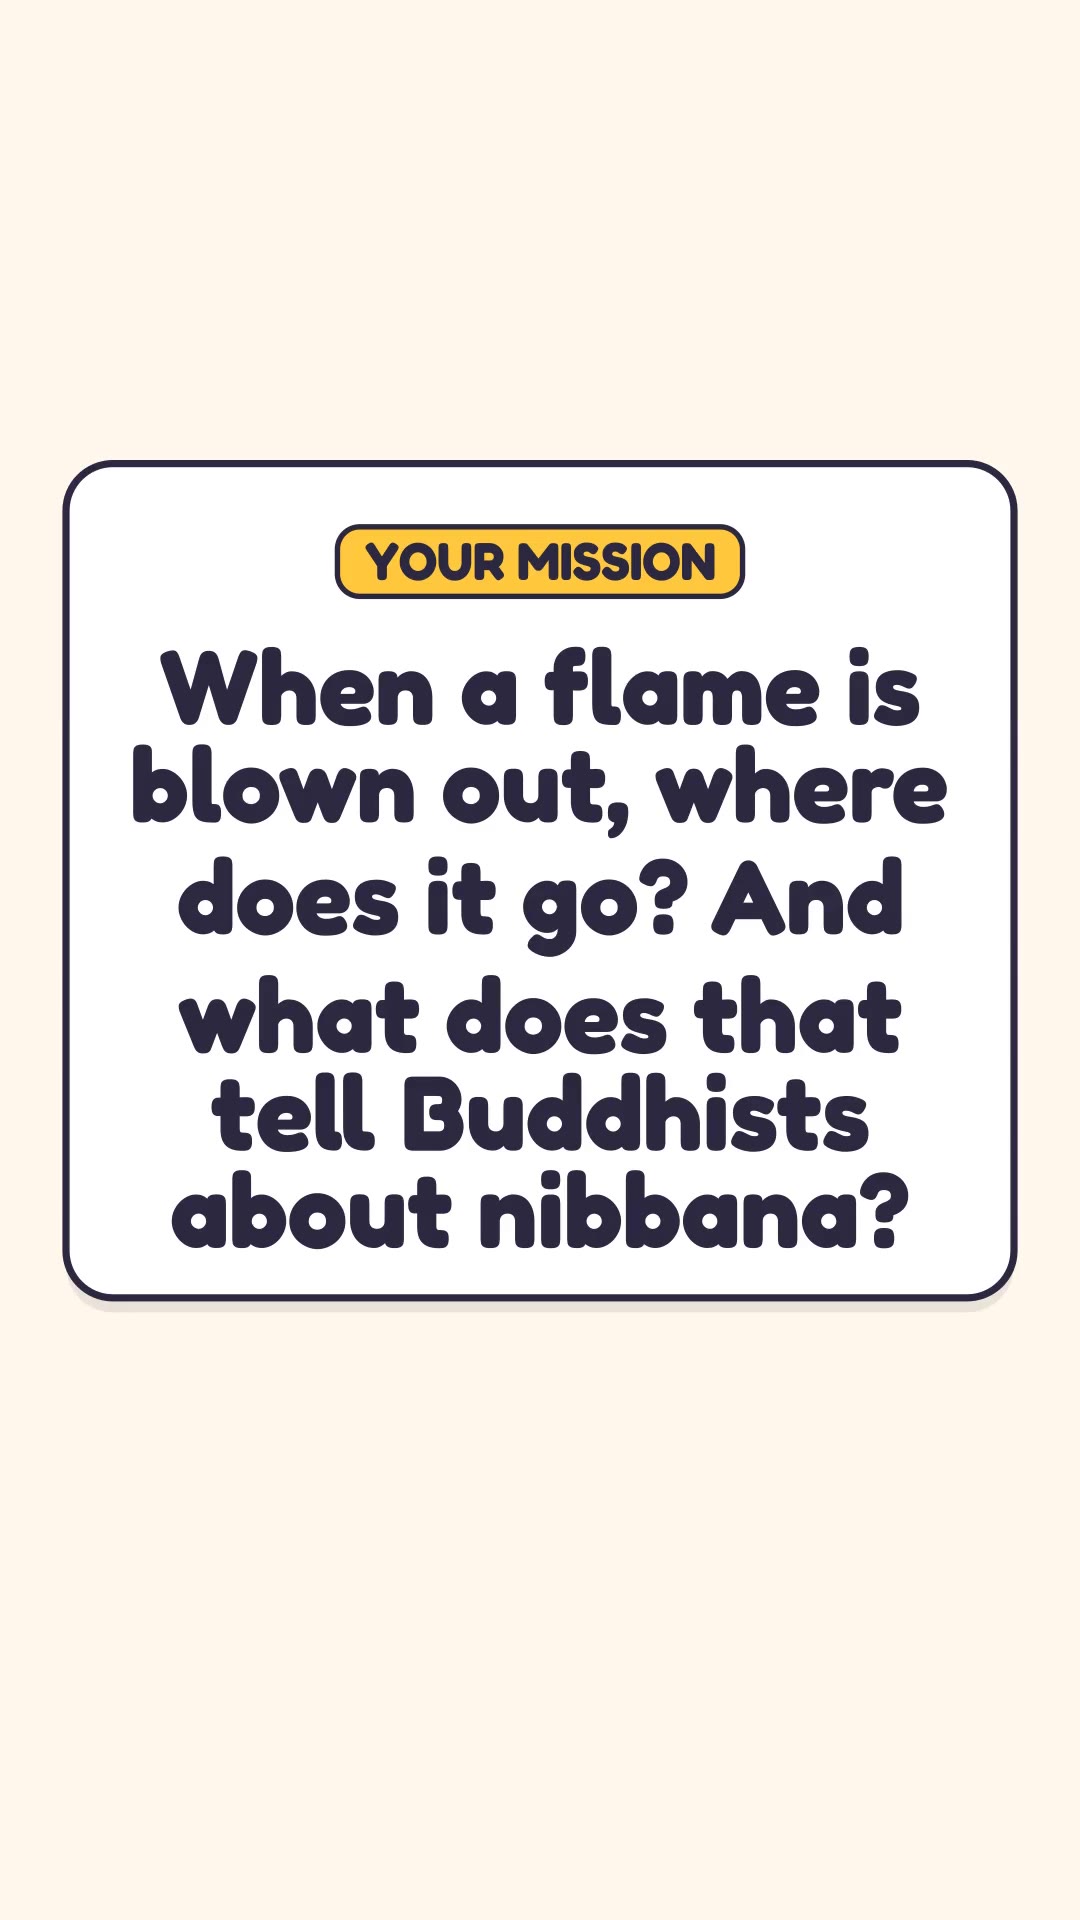 YOUR MISSION
When a flame is
blown out, where
does it go? And
what does that
tell Buddhists
about nibbana?